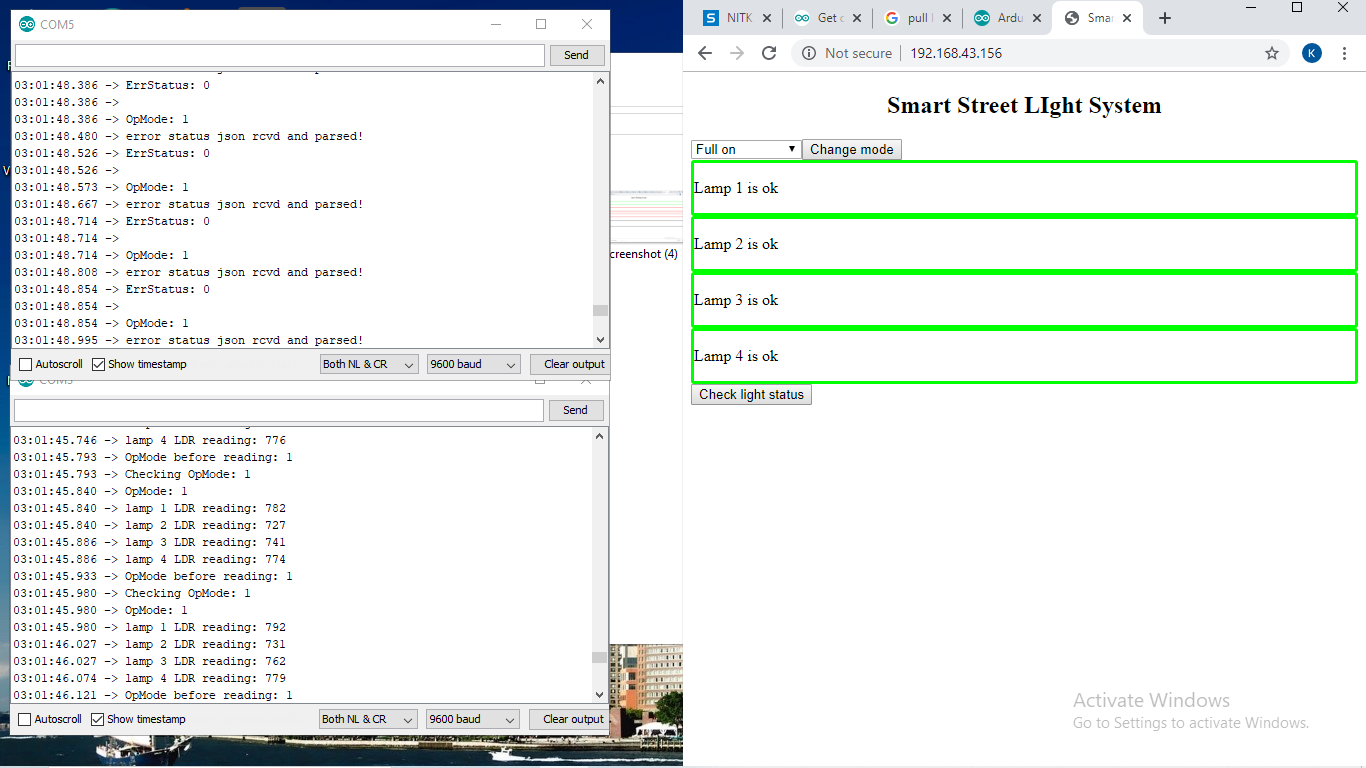 COM5
Send
03:01:48.386 -> ErrStatus: 0
03:01:48.386 ->
03:01:48.386 -> OpMode: 1
03:01:48.480 -> error status json rcvd and parsed!
03:01:48.526 -> ErrStatus: 0
03:01:48.526 ->
03:01:48.573 -> OpMode: 1
03:01:48.667 -> error status json rcvd and parsed!
03:01:48.714 -> ErrStatus: 0
03:01:48.714 ->
03:01:48.714 -> OpMode: 1
03:01:48.808 -> error status json rcvd and parsed!
03:01:48.854 -> ErrStatus: 0
03:01:48.854 ->
03:01:48.854 -> OpMode: 1
03:01:48.995 -> error status json rcvd and parsed!
Autoscroll Show timestamp Both NL & CR 9600 baud Clear output
Send
03:01:45.746 -> lamp 4 LDR reading: 776
03:01:45.793 -> OpMode before reading: 1
03:01:45.793 -> Checking OpMode: 1
03:01:45.840 -> OpMode: 1
03:01:45.840 -> lamp 1 LDR reading: 782
03:01:45.840 -> lamp 2 LDR reading: 727
03:01:45.886 -> lamp 3 LDR reading: 741
03:01:45.886 -> lamp 4 LDR reading: 774
03:01:45.933 -> OpMode before reading: 1
03:01:45.980 -> Checking OpMode: 1
03:01:45.980 -> OpMode: 1
03:01:45.980 -> lamp 1 LDR reading: 792
03:01:46.027 -> lamp 2 LDR reading: 731
03:01:46.027 -> lamp 3 LDR reading: 762
03:01:46.074 -> lamp 4 LDR reading: 779
03:01:46.121 -> OpMode before reading: 1
Autoscroll Show timestamp Both NL & CR 9600 baud Clear output
creenshot (4)
NITK Get c pull Ardu Smar
Not secure 192.168.43.156 K
Smart Street LIght System
Full on Change mode
Lamp 1 is ok
Lamp 2 is ok
Lamp 3 is ok
Lamp 4 is ok
Check light status
Activate Windows
Go to Settings to activate Windows.